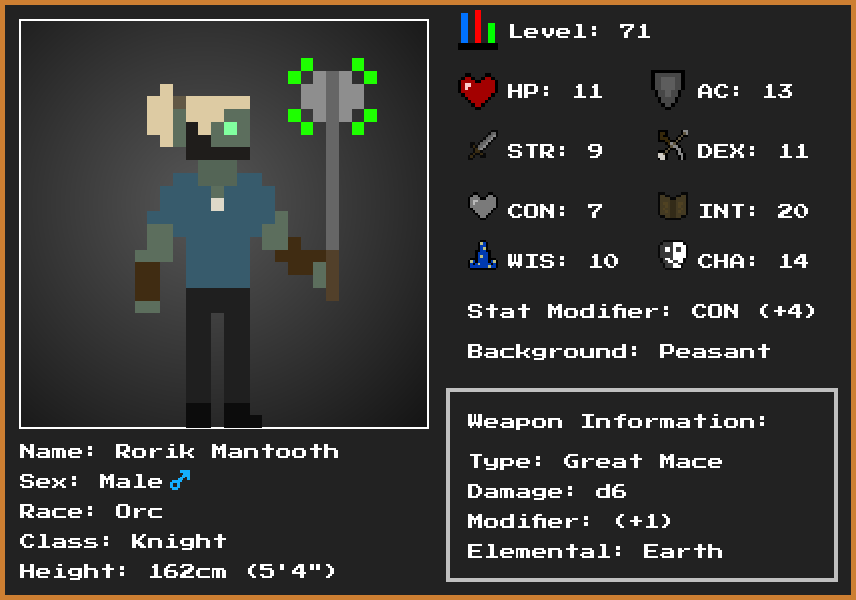 Level: 71
HP: 11
AC: 13
STR: 9
DEX: 11
CON: 7
INT: 20
WIS: 10
CHA: 14
Stat Modifier: CON (+4)
Background: Peasant
Weapon Information:
Type: Great Mace
Damage: d6
Modifier: (+1)
Elemental: Earth
Name: Rorik Mantooth
Sex: Male♂
Race: Orc
Class: Knight
Height: 162cm (5'4")